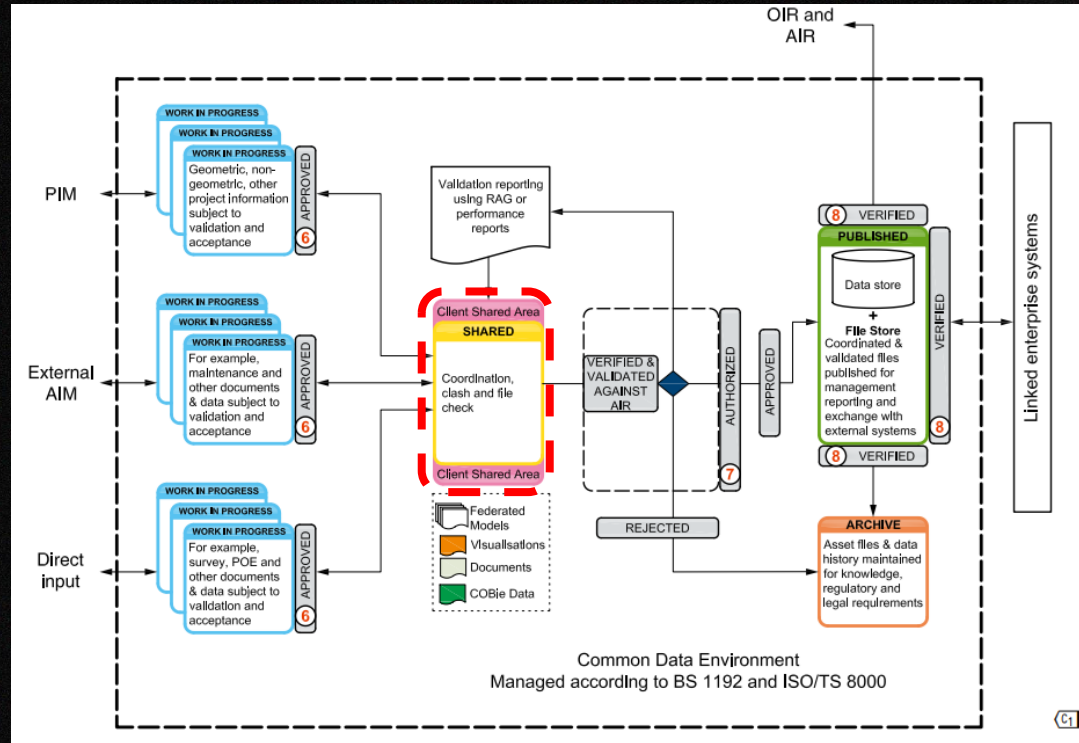 OIR and
AIR
PIM
WORK IN PROGRESS
WORK IN PROGRESS
WORK IN PROGRESS
Geometric, non-
geometric, other
project information
subject to
validation and
acceptance
APPROVED
6
External
AIM
WORK IN PROGRESS
WORK IN PROGRESS
WORK IN PROGRESS
For example,
maintenance and
other documents
& data subject to
validation and
acceptance
APPROVED
6
Direct
input
WORK IN PROGRESS
WORK IN PROGRESS
WORK IN PROGRESS
For example,
survey, POE and
other documents
& data subject to
validation and
acceptance
APPROVED
6
Validation reporting
using RAG or
performance
reports
Client Shared Area
SHARED
Coordination,
clash and file
check
Client Shared Area
Federated
Models
Visualisations
Documents
COBie Data
VERIFIED &
VALIDATED
AGAINST
AIR
AUTHORIZED
7
APPROVED
REJECTED
8 VERIFIED
PUBLISHED
Data store
+
File Store
Coordinated &
validated files
published for
management
reporting and
exchange with
external systems
VERIFIED
8
8 VERIFIED
ARCHIVE
Asset files & data
history maintained
for knowledge,
regulatory and
legal requirements
Linked enterprise systems
Common Data Environment
Managed according to BS 1192 and ISO/TS 8000
C1